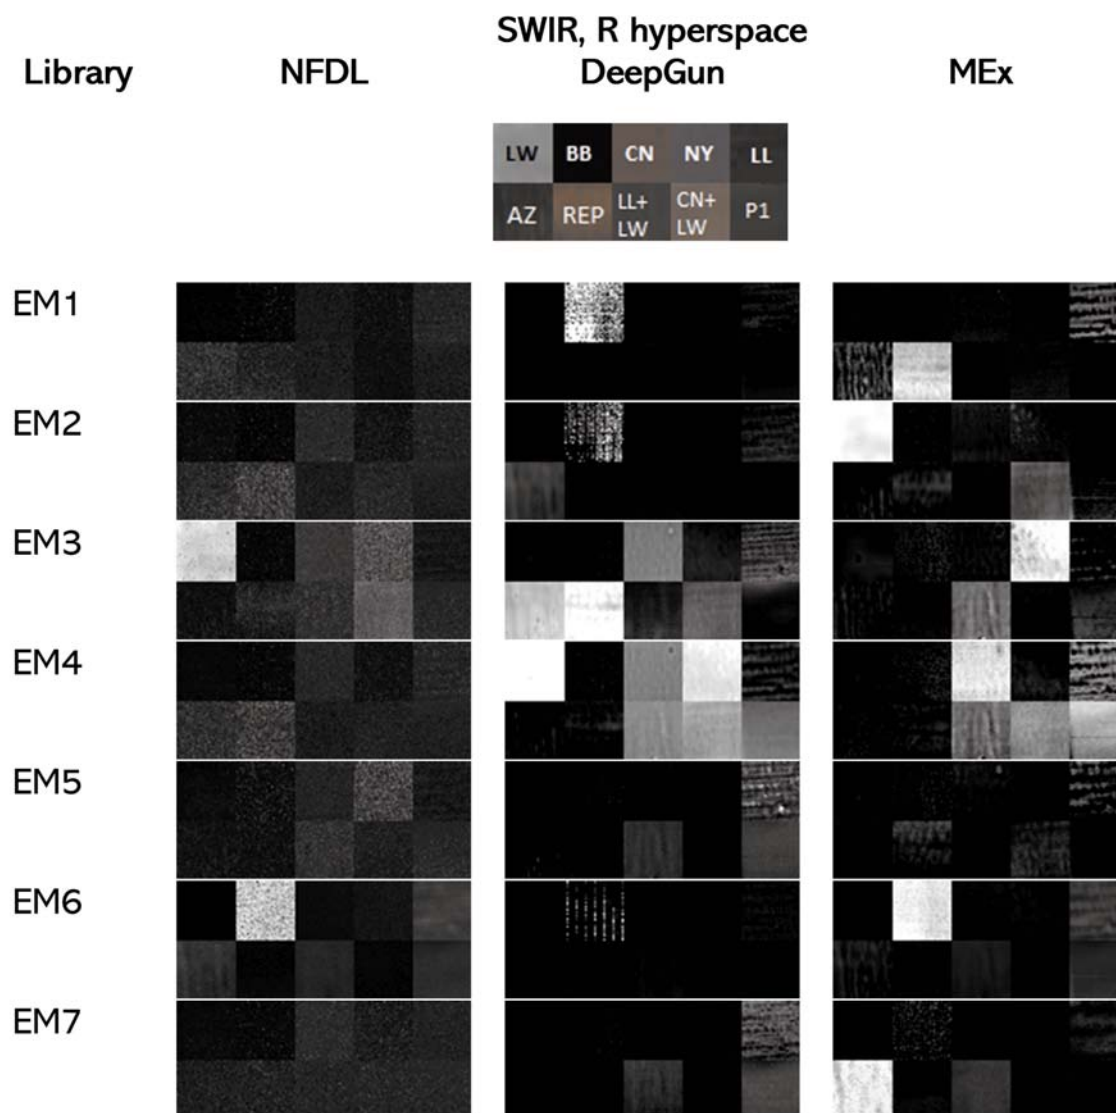 SWIR, R hyperspace
Library NFDL DeepGun MEx
LW BB CN NY LL
AZ REP LL+ LW CN+ LW P1
EM1
EM2
EM3
EM4
EM5
EM6
EM7